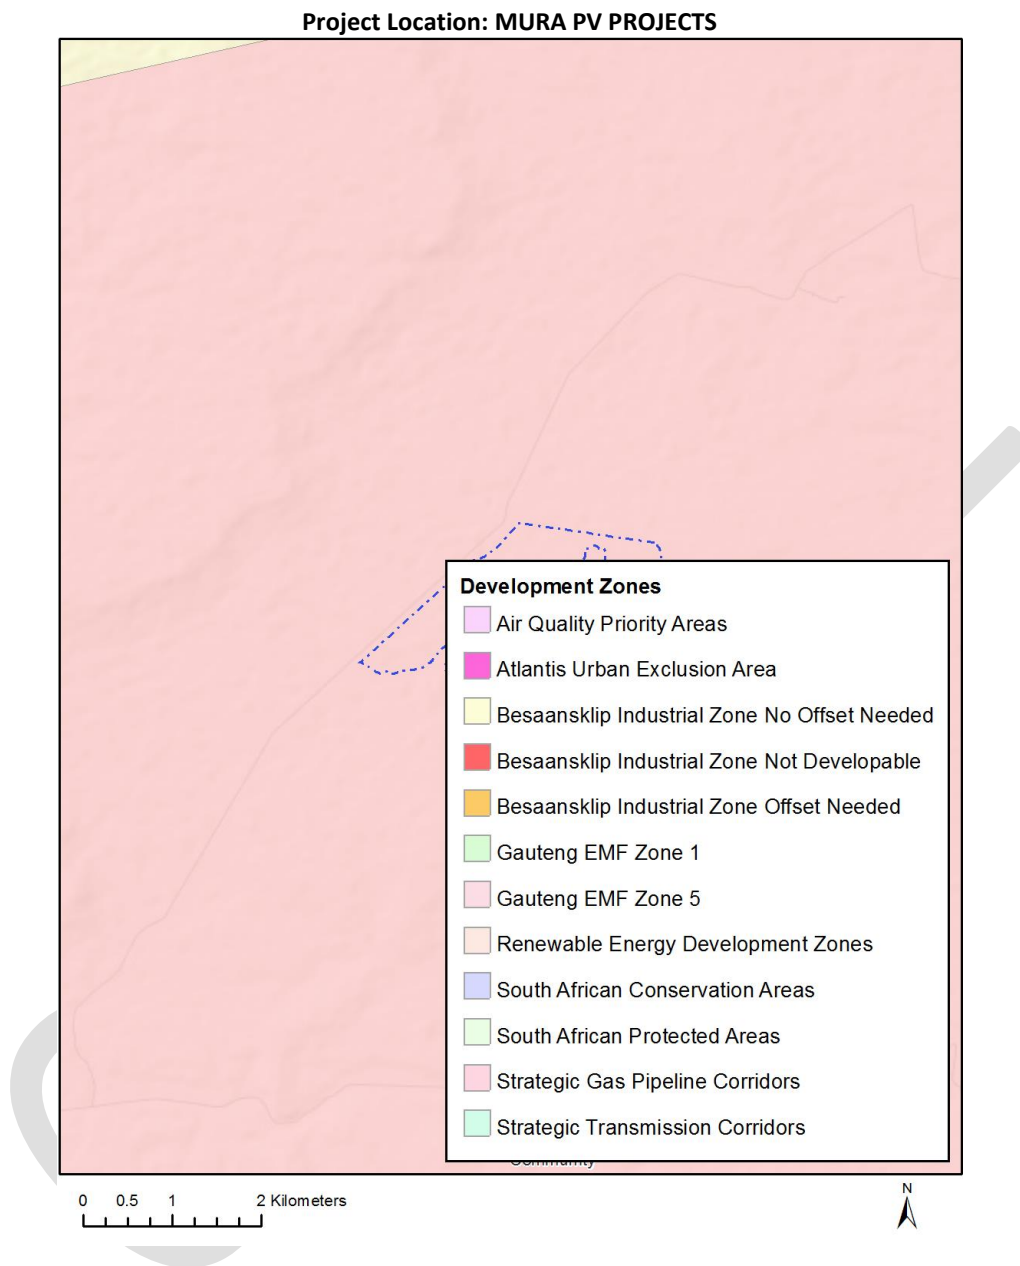 Project Location: MURA PV PROJECTS
Development Zones
Air Quality Priority Areas
Atlantis Urban Exclusion Area
Besaansklip Industrial Zone No Offset Needed
Besaansklip Industrial Zone Not Developable
Besaansklip Industrial Zone Offset Needed
Gauteng EMF Zone 1
Gauteng EMF Zone 5
Renewable Energy Development Zones
South African Conservation Areas
South African Protected Areas
Strategic Gas Pipeline Corridors
Strategic Transmission Corridors
Community
0 0.5 1 2 Kilometers
N